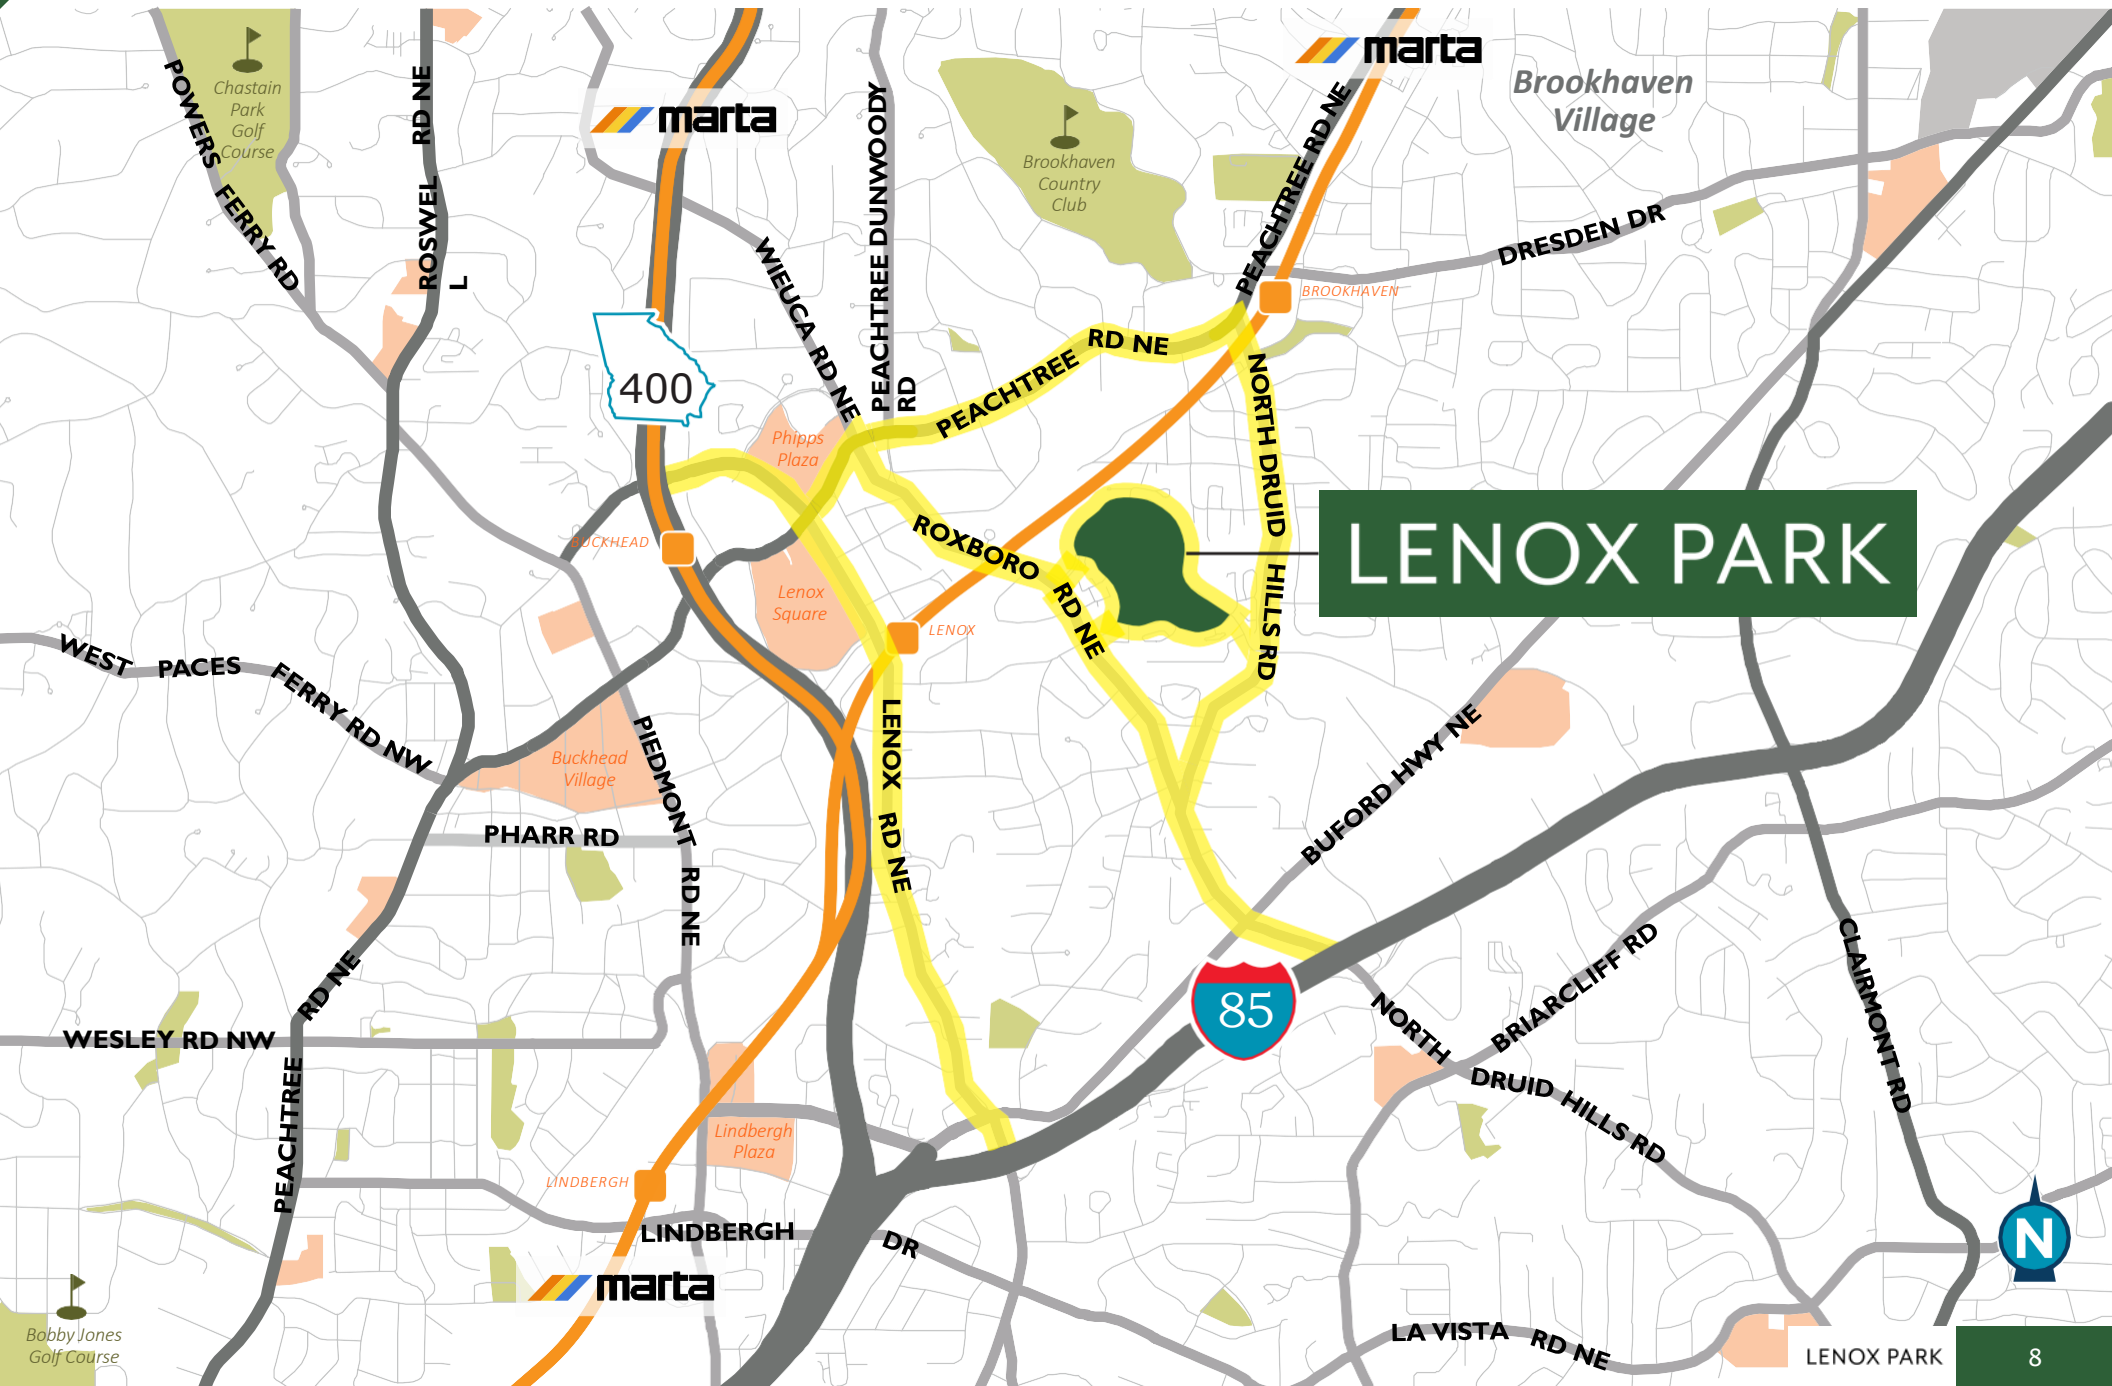 marta
Brookhaven
Village
marta
Chastain
Park
Golf
Course
POWERS FERRY RD
ROSWEL
L
RD NE
PEACHTREE DUNWOODY
RD
Brookhaven
Country
Club
PEACHTREE RD NE
DRESDEN DR
WIEUCA RD NE
BROOKHAVEN
400
PEACHTREE RD NE
NORTH DRUID HILLS RD
Phipps
Plaza
BUCKHEAD
ROXBORO RD NE
LENOX PARK
Lenox
Square
LENOX
WEST PACES FERRY RD NW
LENOX RD NE
PIEDMONT RD NE
Buckhead
Village
BUFORD HWY NE
PHARR RD
85
CLAIRMONT RD
BRIARCLIFF RD
NORTH DRUID HILLS RD
WESLEY RD NW
PEACHTREE RD NE
Lindbergh
Plaza
LINDBERGH
LINDBERGH DR
N
marta
Bobby Jones
Golf Course
LA VISTA RD NE
LENOX PARK
8